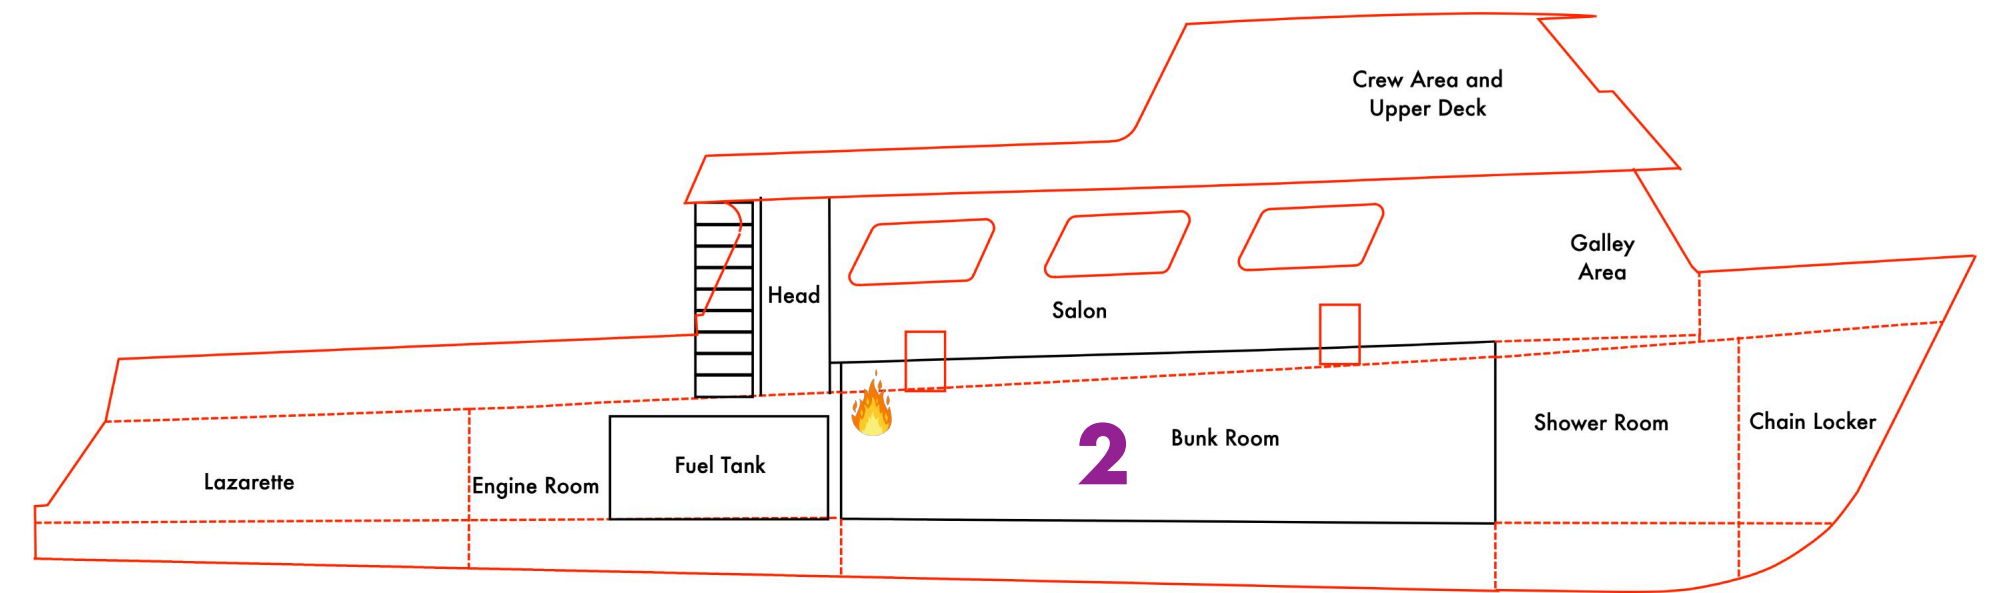 Crew Area and
Upper Deck
Galley
Area
Head
Salon
Shower Room
Chain Locker
2
Bunk Room
Fuel Tank
Lazarette
Engine Room